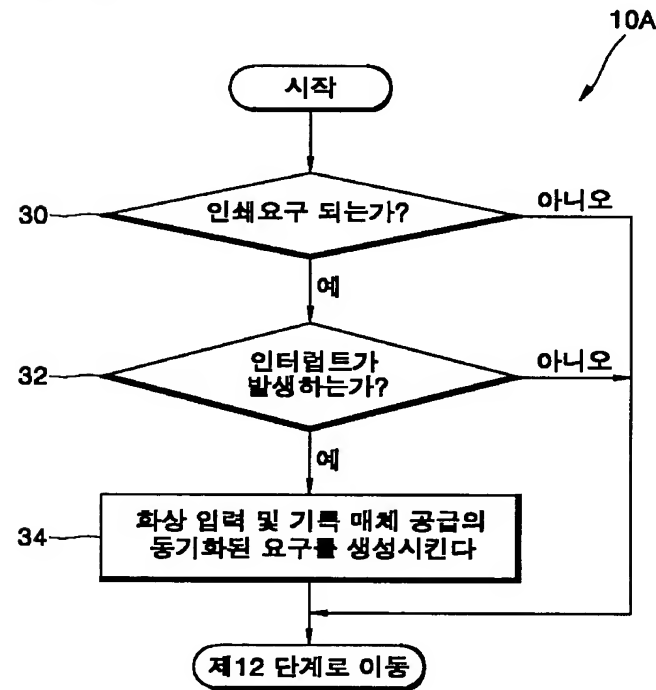 10A
시작
30
인쇄요구 되는가?
아니오
예
32
인터럽트가
발생하는가?
아니오
예
34
화상 입력 및 기록 매체 공급의
동기화된 요구를 생성시킨다
제12 단계로 이동